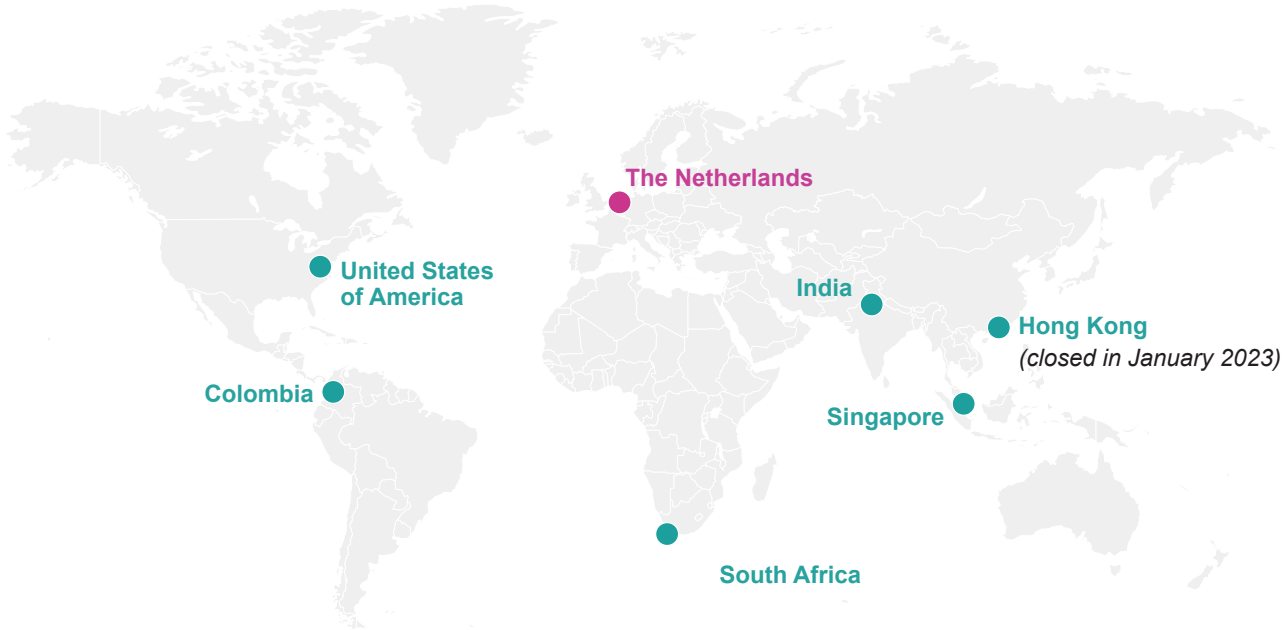 The Netherlands
United States
of America
India
Hong Kong
(closed in January 2023)
Colombia
Singapore
South Africa